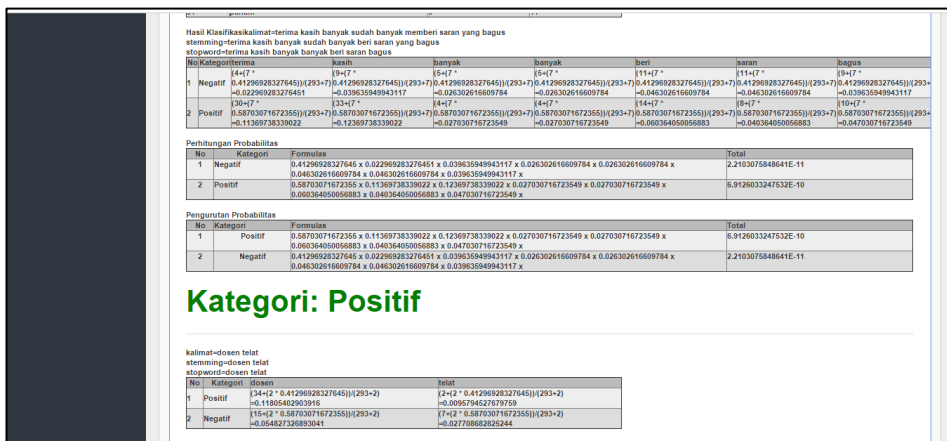 Hasil Klasifikasikalimat=terima kasih banyak sudah banyak memberi saran yang bagus
stemming=terima kasih banyak sudah banyak beri saran yang bagus
stopword=terima kasih banyak banyak beri saran bagus
No Kategori terima kasih banyak banyak beri saran bagus
(4+(7 * (9+(7 * (5+(7 * (5+(7 * (11+(7 * (11+(7 * (9+(7 *
1 Negatif 0.41296928327645))/(293+7) 0.41296928327645))/(293+7) 0.41296928327645))/(293+7) 0.41296928327645))/(293+7) 0.41296928327645))/(293+7) 0.41296928327645))/(293+7) 0.41296928327645))/(293+
=0.02296928276451 =0.039635949943117 =0.026302616609784 =0.026302616609784 =0.046302616609784 =0.046302616609784 =0.039635949943117
(30+(7 * (33+(7 * (4+(7 * (4+(7 * (14+(7 * (8+(7 * (10+(7 *
2 Positif 0.58703071672355))/(293+7) 0.58703071672355))/(293+7) 0.58703071672355))/(293+7) 0.58703071672355))/(293+7) 0.58703071672355))/(293+7) 0.58703071672355))/(293+7) 0.58703071672355))/(293+
=0.11369738339022 =0.12369738339022 =0.027030716723549 =0.027030716723549 =0.060364050056883 =0.040364050056883 =0.047030716723549
Perhitungan Probabilitas
No Kategori Formulas Total
1 Negatif 0.41296928327645 x 0.022969283276451 x 0.039635949943117 x 0.026302616609784 x 0.026302616609784 x 2.2103075848641E-11
0.046302616609784 x 0.046302616609784 x 0.039635949943117 x
2 Positif 0.58703071672355 x 0.11369738339022 x 0.12369738339022 x 0.027030716723549 x 0.027030716723549 x 6.9126033247532E-10
0.060364050056883 x 0.040364050056883 x 0.047030716723549 x
Pengurutan Probabilitas
No Kategori Formulas Total
1 Positif 0.58703071672355 x 0.11369738339022 x 0.12369738339022 x 0.027030716723549 x 0.027030716723549 x 6.9126033247532E-10
0.060364050056883 x 0.040364050056883 x 0.047030716723549 x
2 Negatif 0.41296928327645 x 0.022969283276451 x 0.039635949943117 x 0.026302616609784 x 0.026302616609784 x 2.2103075848641E-11
0.046302616609784 x 0.046302616609784 x 0.039635949943117 x
Kategori: Positif
kalimat=dosen telat
stemming=dosen telat
stopword=dosen telat
No Kategori dosen telat
1 Positif (34+(2 * 0.41296928327645))/(293+2) (2+(2 * 0.41296928327645))/(293+2)
=0.11805402903916 =0.0095794527679759
2 Negatif (15+(2 * 0.58703071672355))/(293+2) (7+(2 * 0.58703071672355))/(293+2)
=0.054827326893041 =0.027708682825244